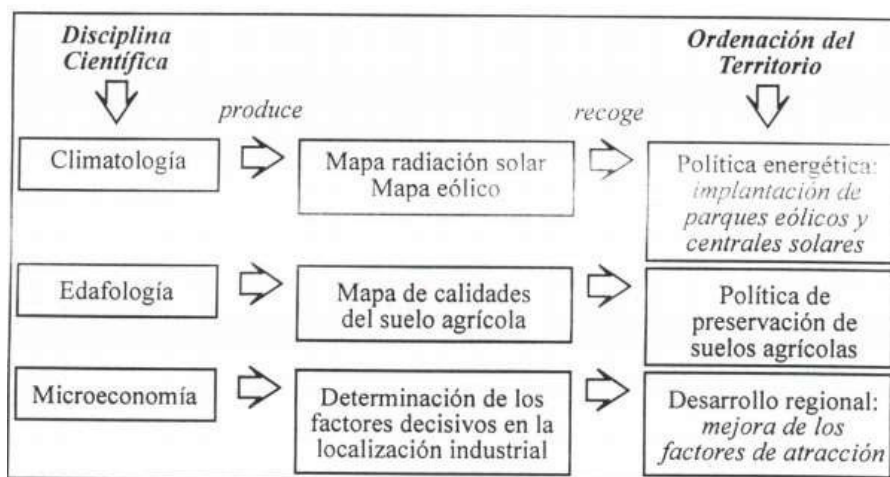 Disciplina
Científica
Ordenación del
Territorio
produce
recoge
Climatología
Mapa radiación solar
Mapa eólico
Política energética:
implantación de
parques eólicos y
centrales solares
Edafología
Mapa de calidades
del suelo agrícola
Política de
preservación de
suelos agrícolas
Microeconomía
Determinación de los
factores decisivos en la
localización industrial
Desarrollo regional:
mejora de los
factores de atracción